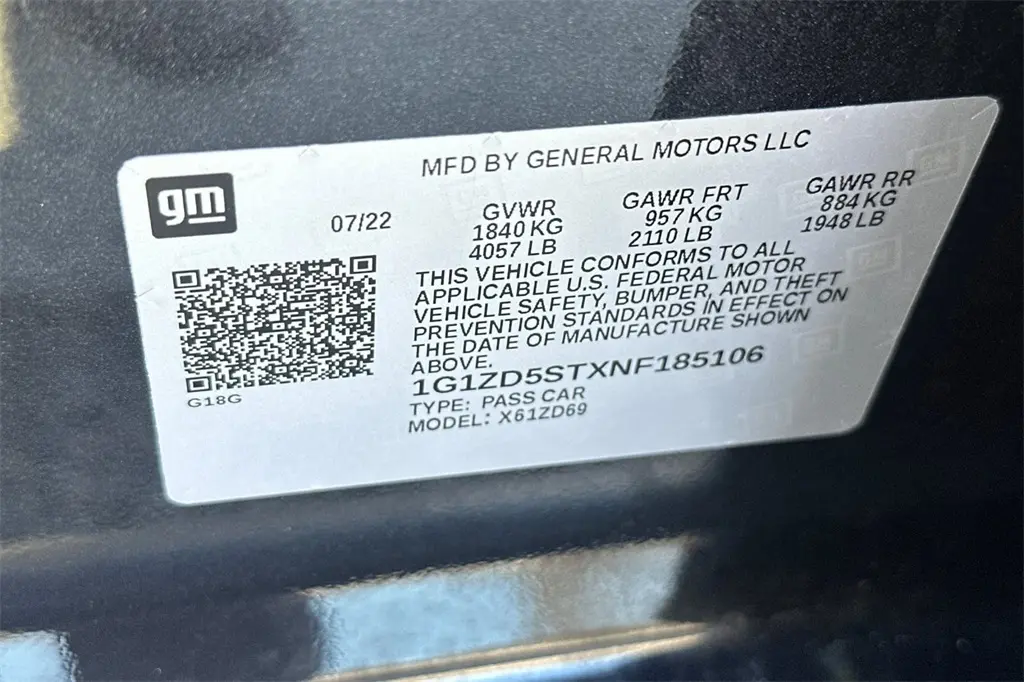 MFD BY GENERAL MOTORS LLC
gm
07/22
GVWR
1840 KG
4057 LB
GAWR FRT
957 KG
2110 LB
GAWR RR
884 KG
1948 LB
THIS VEHICLE CONFORMS TO ALL
APPLICABLE U.S. FEDERAL MOTOR
VEHICLE SAFETY, BUMPER, AND THEFT
PREVENTION STANDARDS IN EFFECT ON
THE DATE OF MANUFACTURE SHOWN
ABOVE.
1G1ZD5STXNF185106
TYPE: PASS CAR
MODEL: X61ZD69
G18G